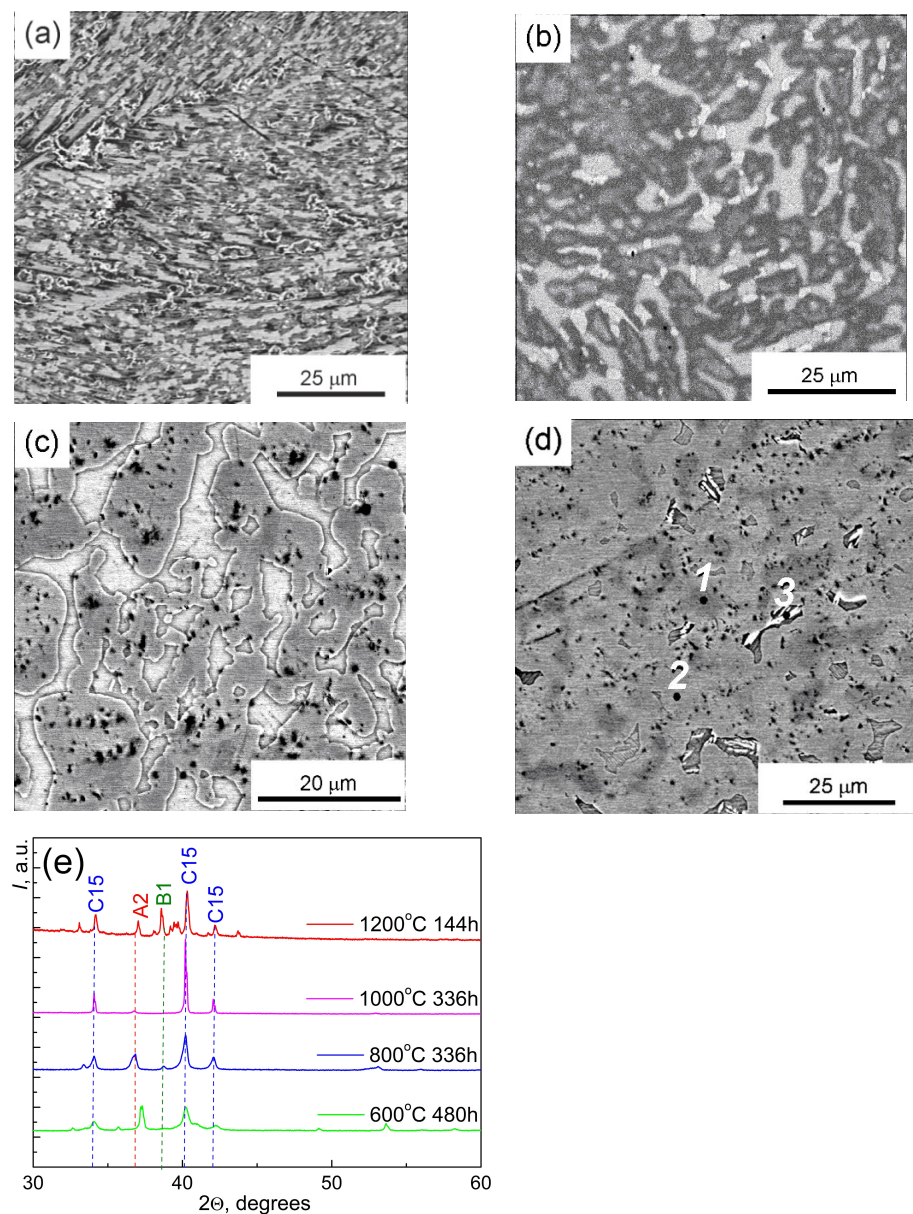 (a)
25 μm
(b)
25 μm
(c)
20 μm
(d)
1
2
3
25 μm
(e)
I, a.u.
C15
A2
B1
C15
C15
1200°C 144h
1000°C 336h
800°C 336h
600°C 480h
30 40 50 60
2Θ, degrees